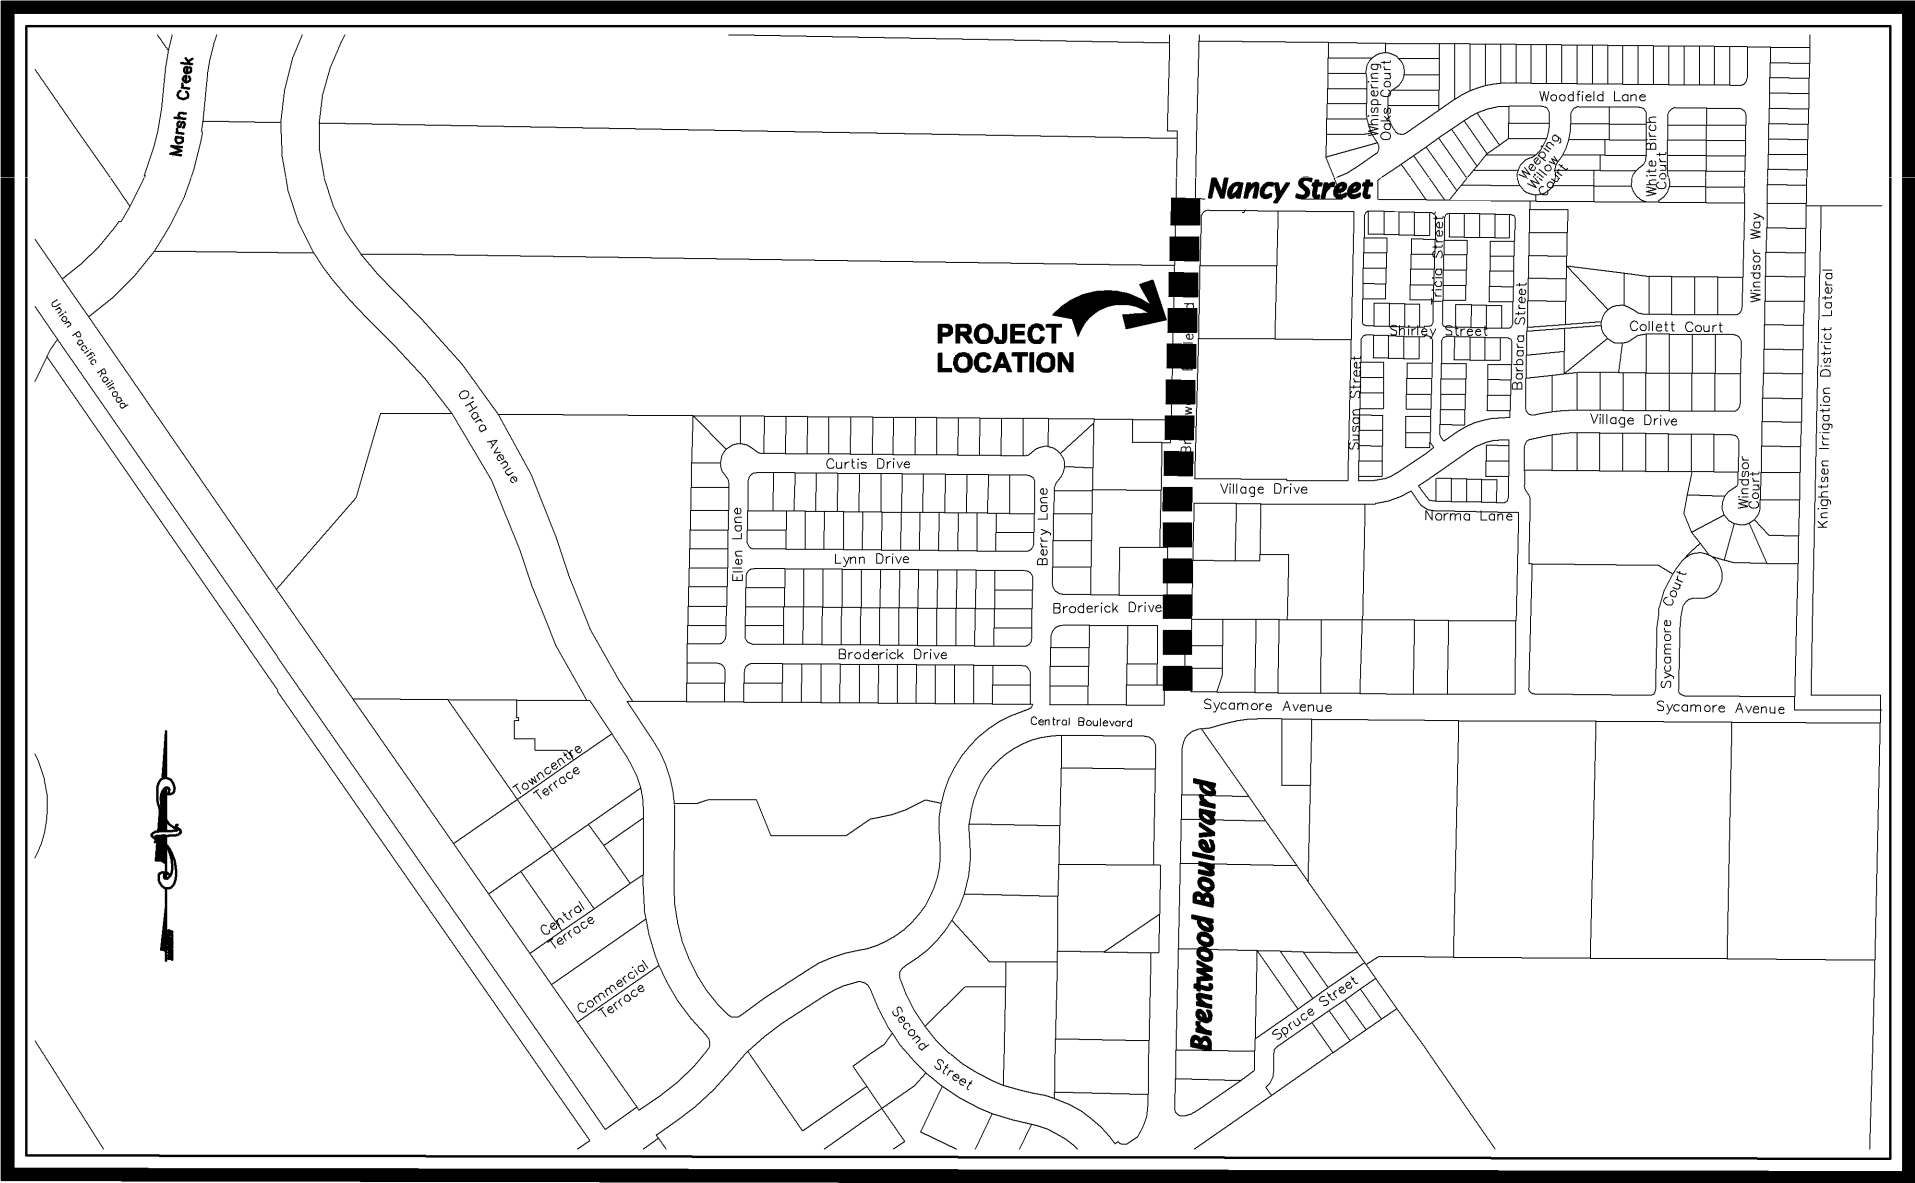 Marsh Creek
Whispering
Oaks Court
Woodfield Lane
Weeping
Willow
Court
White Birch
Court
Nancy Street
Tricia Street
Windsor Way
Knightsen Irrigation District Lateral
Union Pacific Railroad
PROJECT
LOCATION
Shirley Street
Barbara Street
Collett Court
Susan Street
O'Hara Avenue
Village Drive
Curtis Drive
Village Drive
Windsor
Court
Norma Lane
Ellen Lane
Berry Lane
Lynn Drive
Sycamore Court
Broderick Drive
Broderick Drive
Sycamore Avenue
Sycamore Avenue
Central Boulevard
Towncentre
Terrace
Brentwood Boulevard
Central
Terrace
Commercial
Terrace
Second Street
Spruce Street